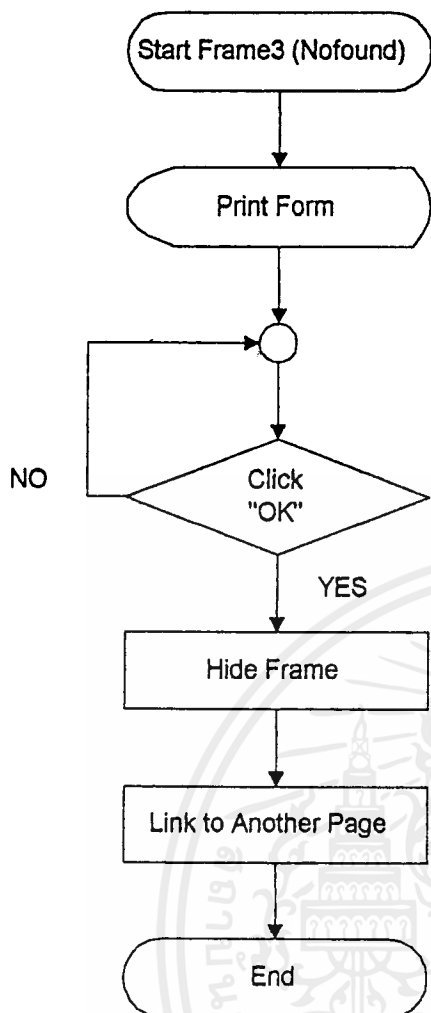 Start Frame3 (Nofound)
Print Form
Click
"OK"
NO
YES
Hide Frame
Link to Another Page
End